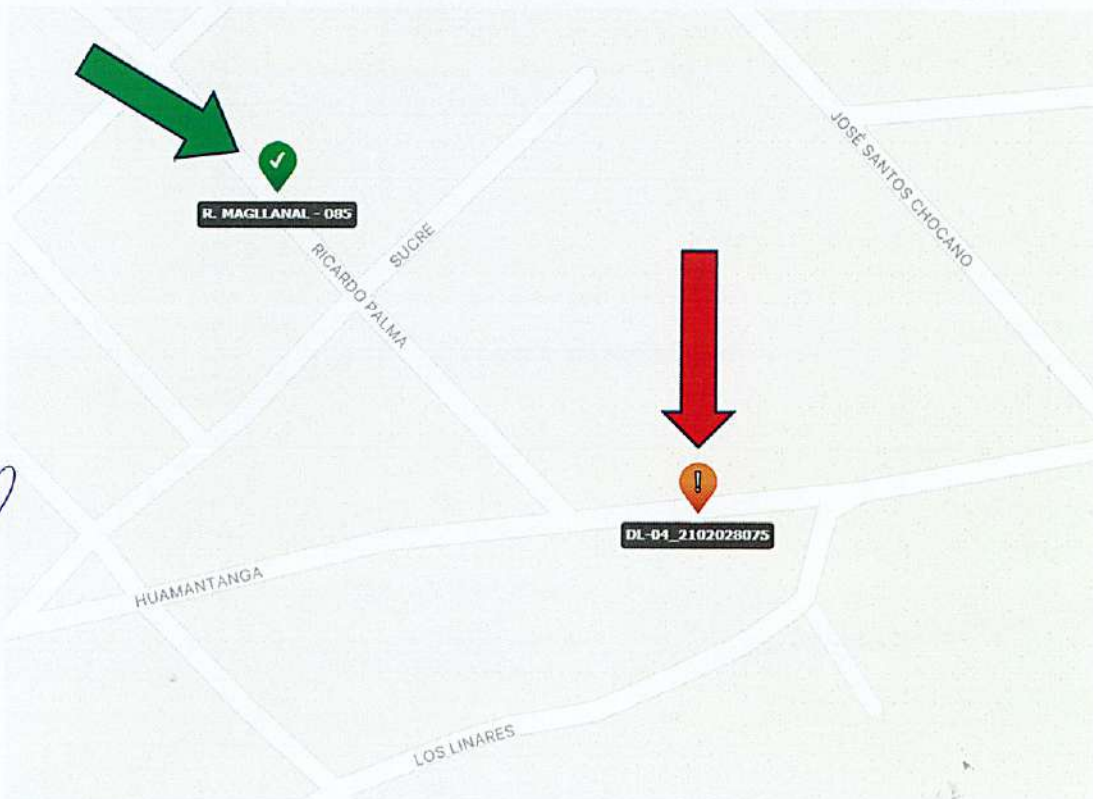 JOSÉ SANTOS CHOCANO
R. MAGLLANAL - 085
SUCRE
RICARDO PALMA
!
DL-04_2102028075
HUAMANTANGA
LOS LINARES